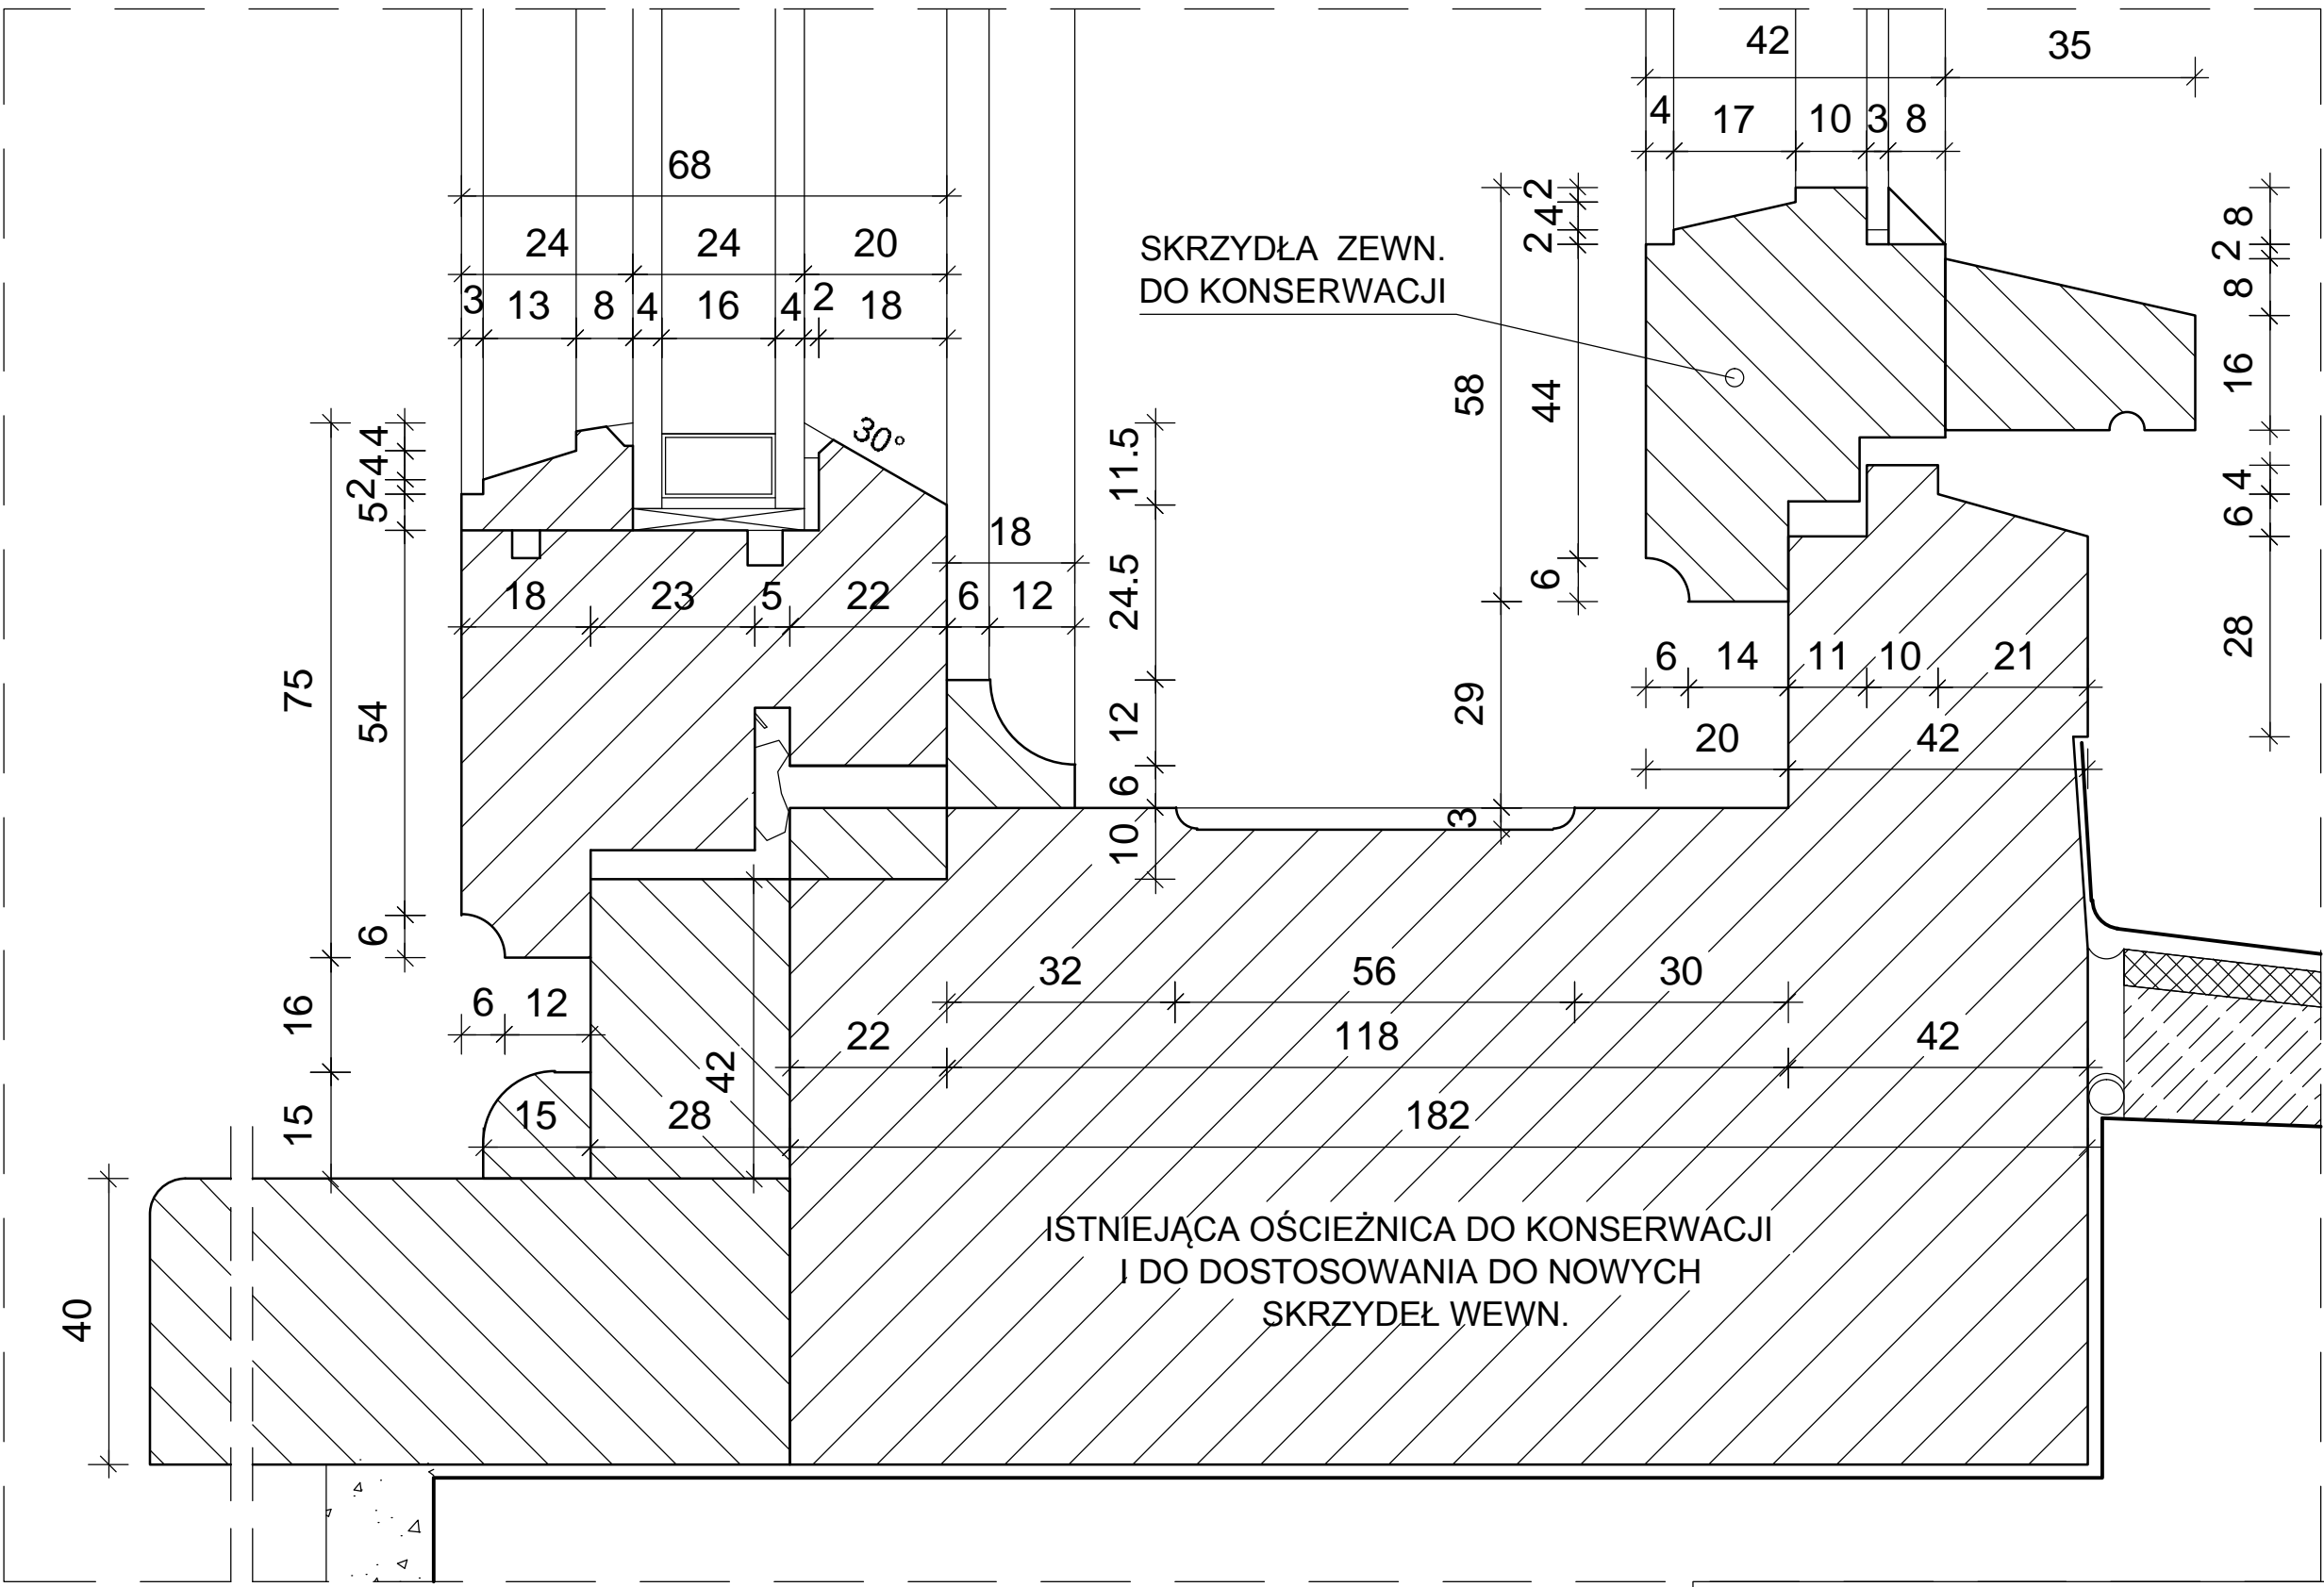 42 35
4 17 10 3 8
68
24 24 20
3 13 8 4 16 4 2 18
SKRZYDŁA ZEWN.
DO KONSERWACJI
2
4
2
44
6
58
29
3
8
2
8
16
4
6
28
30°
4
4
2
5
54
6
75
16
15
40
11.5
24.5
12
6
10
18
18 23 5 22 6 12
6 14 11 10 21
20 42
32 56 30
6 12
22 118 42
42
15 28 182
ISTNIEJĄCA OŚCIEŻNICA DO KONSERWACJI
I DO DOSTOSOWANIA DO NOWYCH
SKRZYDEŁ WEWN.